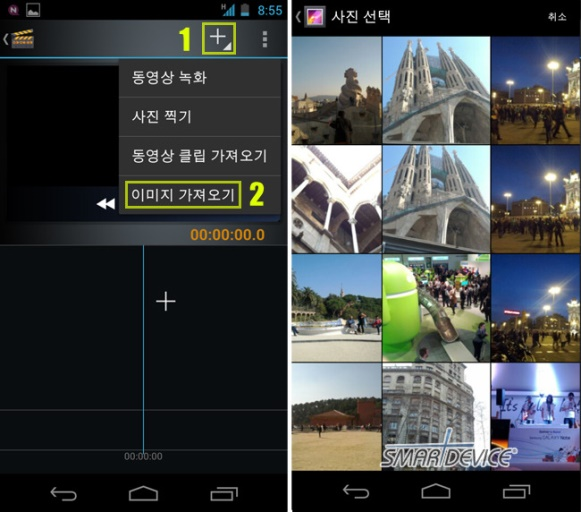 H
8:55
1
동영상 녹화
사진 찍기
동영상 클립 가져오기
이미지 가져오기
2
00:00:00.0
00:00:00
사진 선택
취소
SMARTDEVICE®